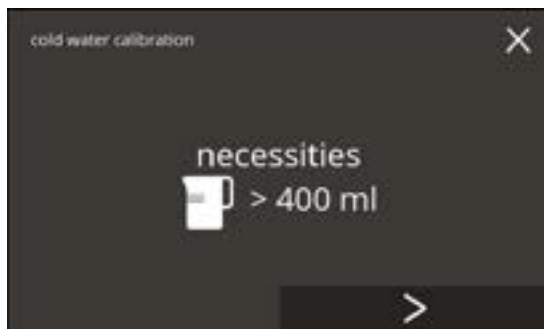 cold water calibration
necessities
> 400 ml